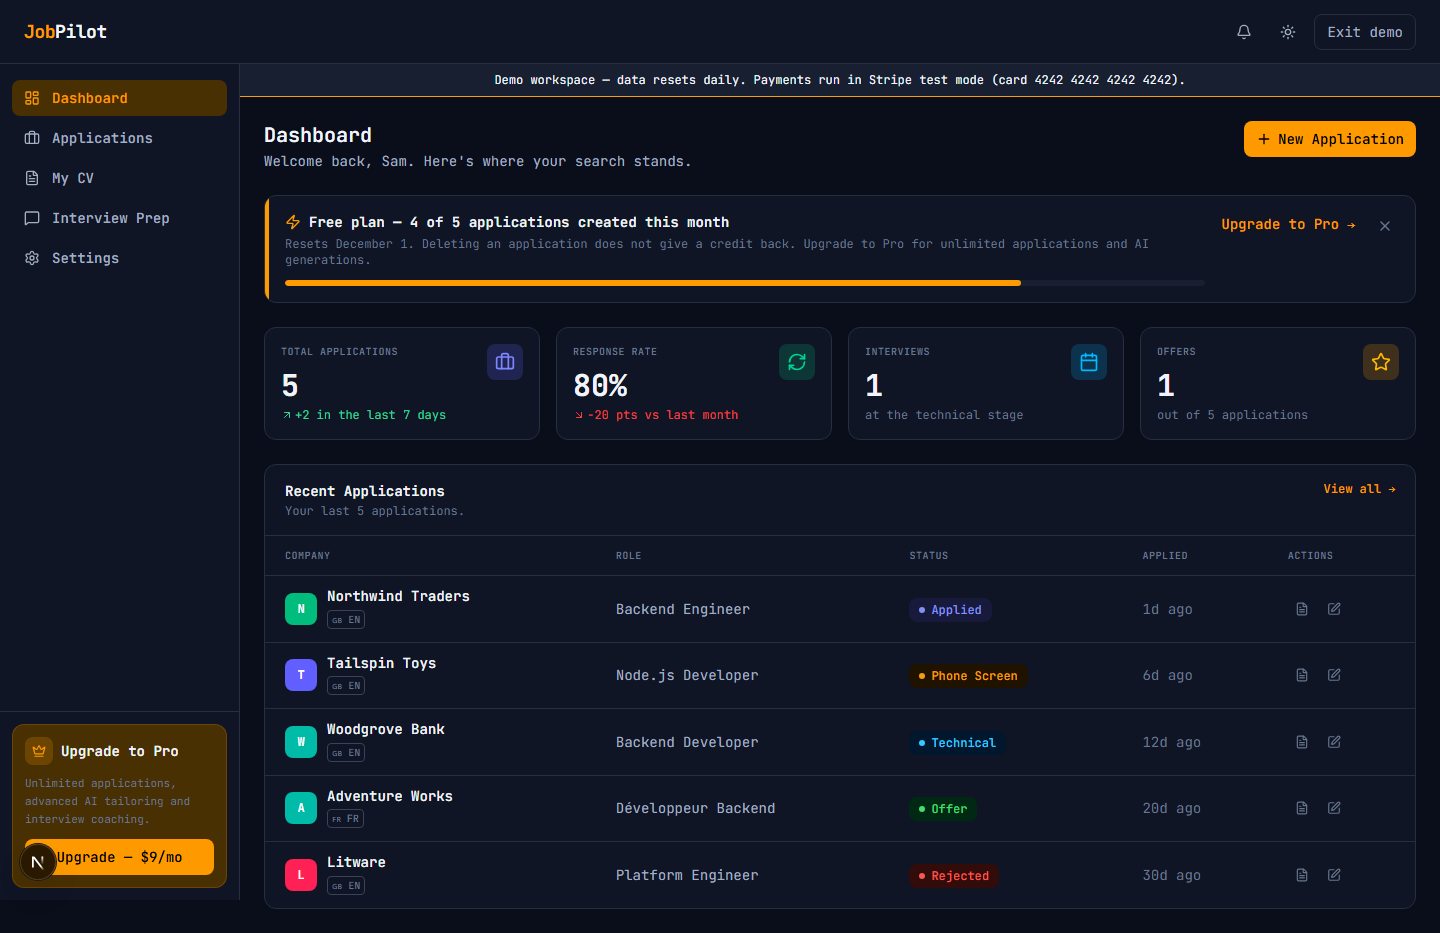 JobPilot
Exit demo
Dashboard
Applications
My CV
Interview Prep
Settings
Demo workspace — data resets daily. Payments run in Stripe test mode (card 4242 4242 4242 4242).
Dashboard
Welcome back, Sam. Here's where your search stands.
+ New Application
Free plan — 4 of 5 applications created this month
Resets December 1. Deleting an application does not give a credit back. Upgrade to Pro for unlimited applications and AI
generations.
Upgrade to Pro →
TOTAL APPLICATIONS
5
+2 in the last 7 days
RESPONSE RATE
80%
-20 pts vs last month
INTERVIEWS
1
at the technical stage
OFFERS
1
out of 5 applications
Recent Applications
Your last 5 applications.
View all →
COMPANY ROLE STATUS APPLIED ACTIONS
N Northwind Traders
GB EN
Backend Engineer
Applied
1d ago
T Tailspin Toys
GB EN
Node.js Developer
Phone Screen
6d ago
W Woodgrove Bank
GB EN
Backend Developer
Technical
12d ago
A Adventure Works
FR FR
Développeur Backend
Offer
20d ago
L Litware
GB EN
Platform Engineer
Rejected
30d ago
Upgrade to Pro
Unlimited applications,
advanced AI tailoring and
interview coaching.
Upgrade — $9/mo
N